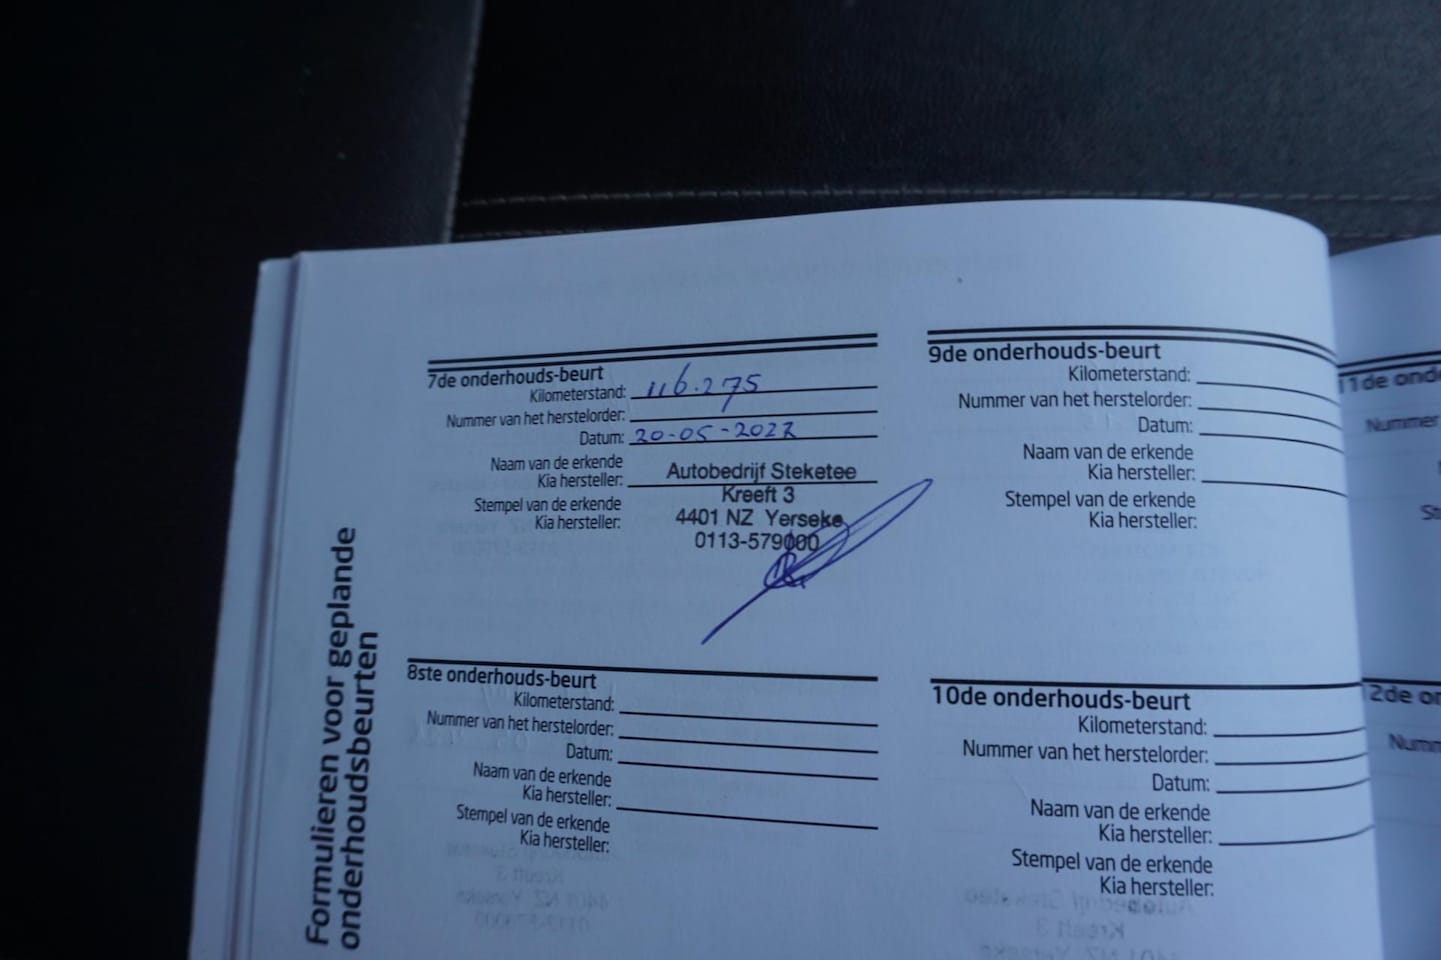 Formulieren voor geplande
onderhoudsbeurten
7de onderhouds-beurt
Kilometerstand: 116.275
Nummer van het herstelorder:
Datum: 20-05-2022
Naam van de erkende
Kia hersteller:
Stempel van de erkende
Kia hersteller:
Autobedrijf Steketee
Kreeft 3
4401 NZ Yerseke
0113-579000
8ste onderhouds-beurt
Kilometerstand:
Nummer van het herstelorder:
Datum:
Naam van de erkende
Kia hersteller:
Stempel van de erkende
Kia hersteller:
9de onderhouds-beurt
Kilometerstand:
Nummer van het herstelorder:
Datum:
Naam van de erkende
Kia hersteller:
Stempel van de erkende
Kia hersteller:
10de onderhouds-beurt
Kilometerstand:
Nummer van het herstelorder:
Datum:
Naam van de erkende
Kia hersteller:
Stempel van de erkende
Kia hersteller:
11de
Nummer
12de